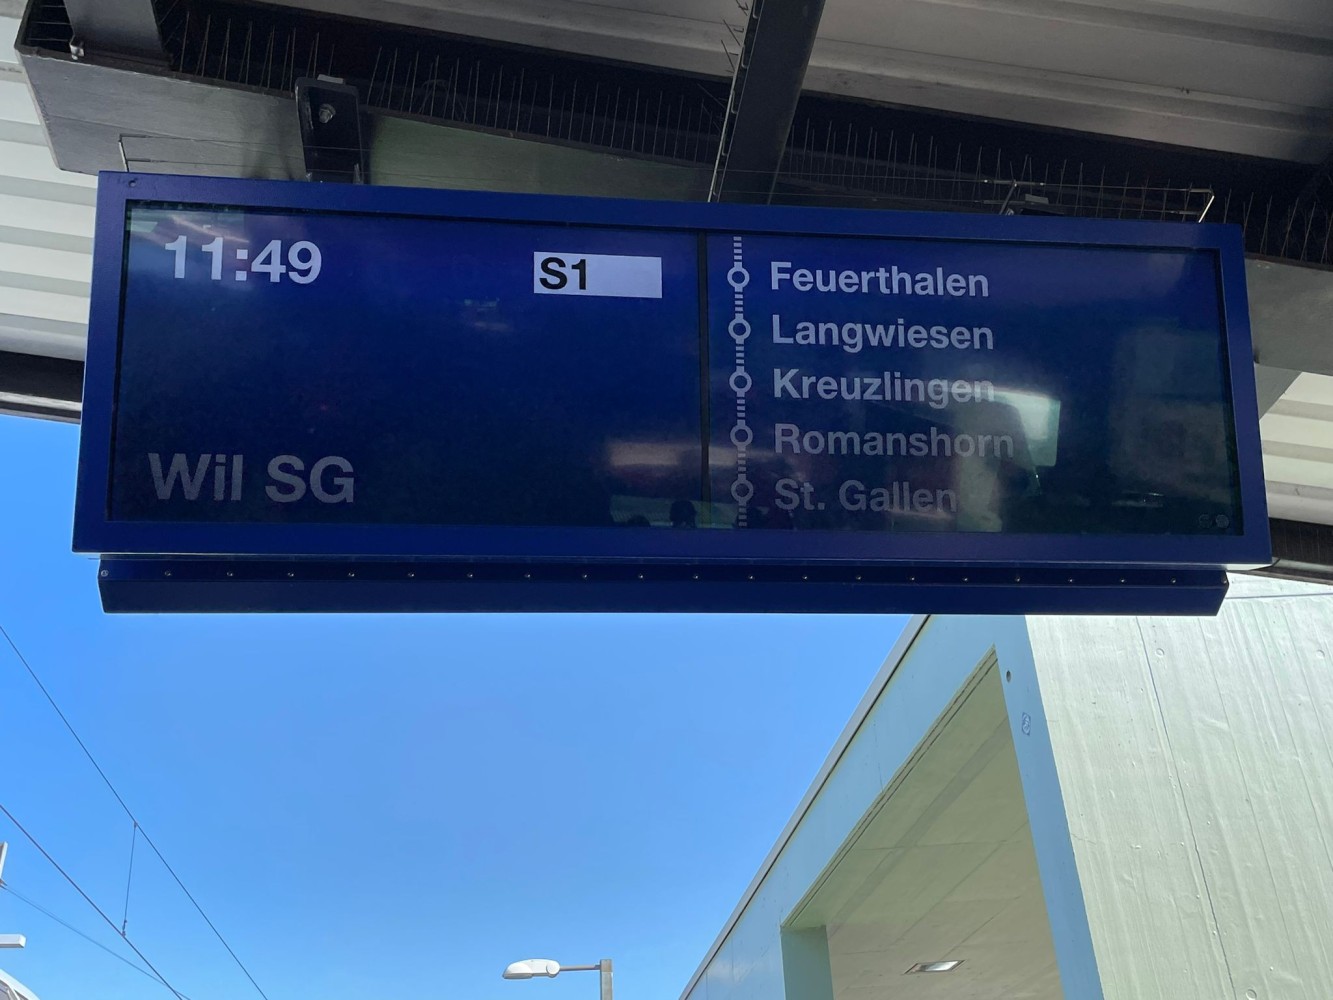 11:49
S1
Wil SG
Feuerthalen
Langwiesen
Kreuzlingen
Romanshorn
St. Gallen